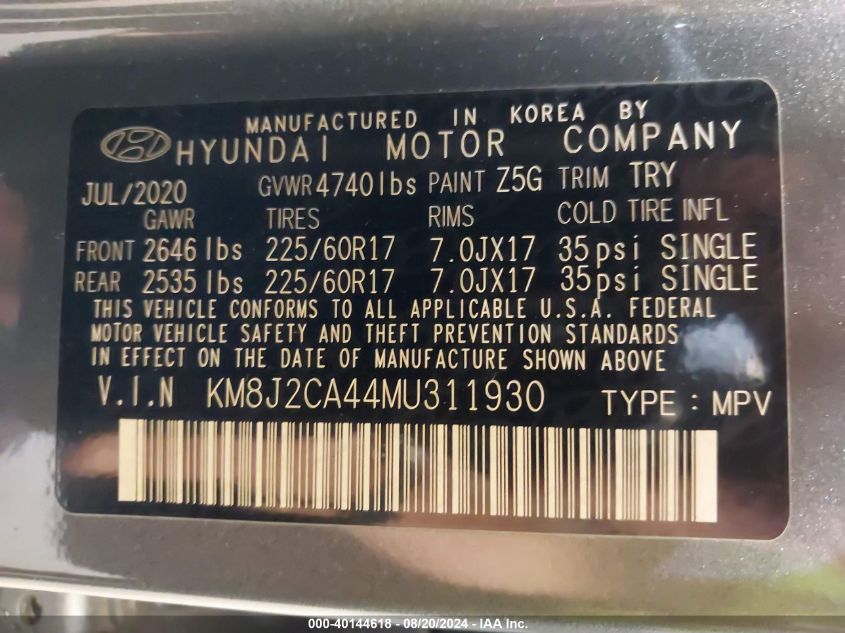 MANUFACTURED IN KOREA BY
HYUNDAI MOTOR COMPANY
JUL/2020 GVWR 4740lbs PAINT Z5G TRIM TRY
GAWR TIRES RIMS COLD TIRE INFL
FRONT 2646 lbs 225/60R17 7.0JX17 35psi SINGLE
REAR 2535 lbs 225/60R17 7.0JX17 35psi SINGLE
THIS VEHICLE CONFORMS TO ALL APPLICABLE U.S.A. FEDERAL
MOTOR VEHICLE SAFETY AND THEFT PREVENTION STANDARDS
IN EFFECT ON THE DATE OF MANUFACTURE SHOWN ABOVE
V.I.N KM8J2CA44MU311930 TYPE : MPV
000-40144618 - 08/20/2024 - IAA Inc.